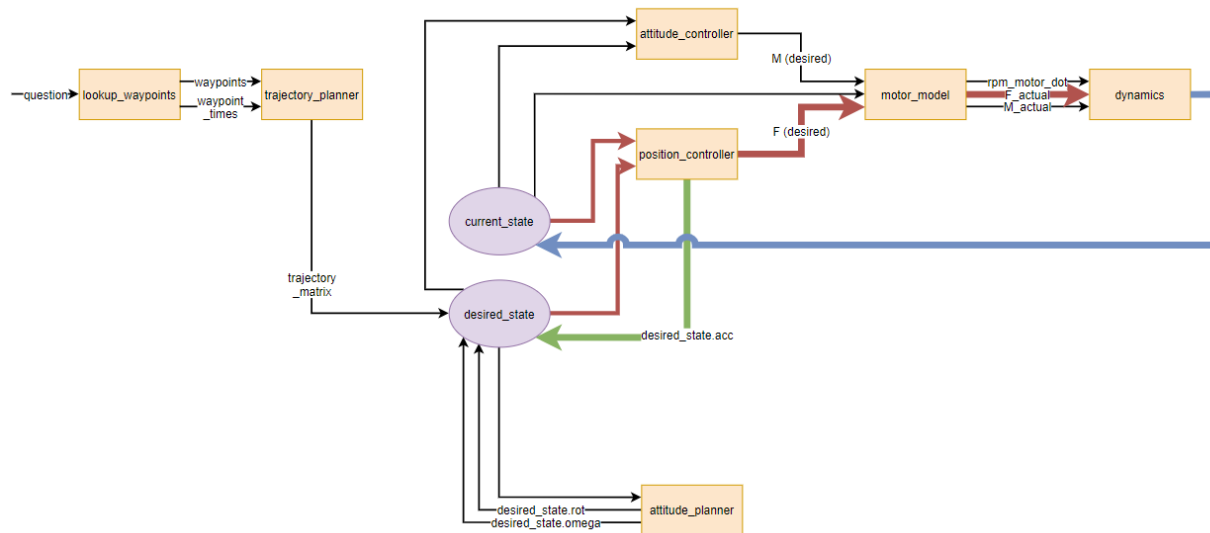 attitude_controller
M (desired)
question
lookup_waypoints
waypoints
waypoint
_times
trajectory_planner
motor_model
rpm_motor_dot
F_actual
M_actual
dynamics
F (desired)
position_controller
current_state
trajectory
_matrix
desired_state
desired_state.acc
desired_state.rot
desired_state.omega
attitude_planner